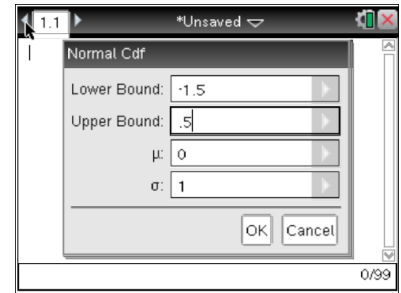 1.1 *Unsaved
Normal Cdf
Lower Bound: -1.5
Upper Bound: .5
μ: 0
σ: 1
OK Cancel
0/99